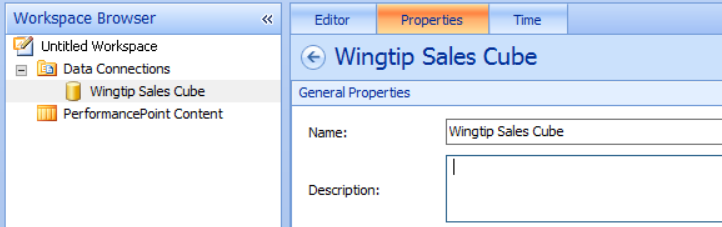 Workspace Browser «
Untitled Workspace
Data Connections
Wingtip Sales Cube
PerformancePoint Content
Editor Properties Time
Wingtip Sales Cube
General Properties
Name: Wingtip Sales Cube
Description: